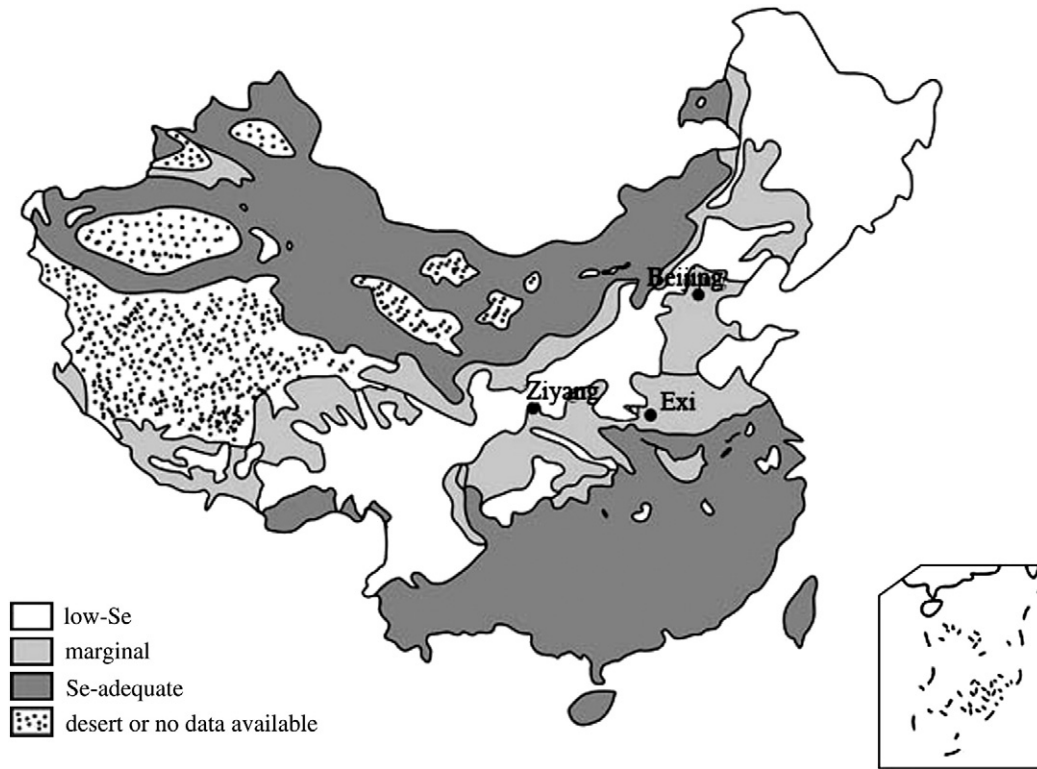 Beijing
Ziyang
Exi
low-Se
marginal
Se-adequate
desert or no data available